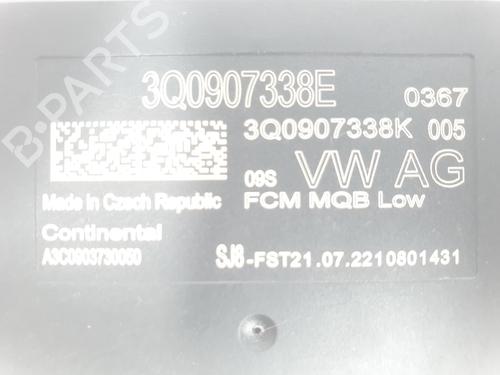 B-PARTS
3Q0907338E 0367
3Q0907338K 005
09S VW AG
Made in Czech Republic FCM MQB Low
Continental
A3C0903730050 SJ6-FST21.07.2210801431